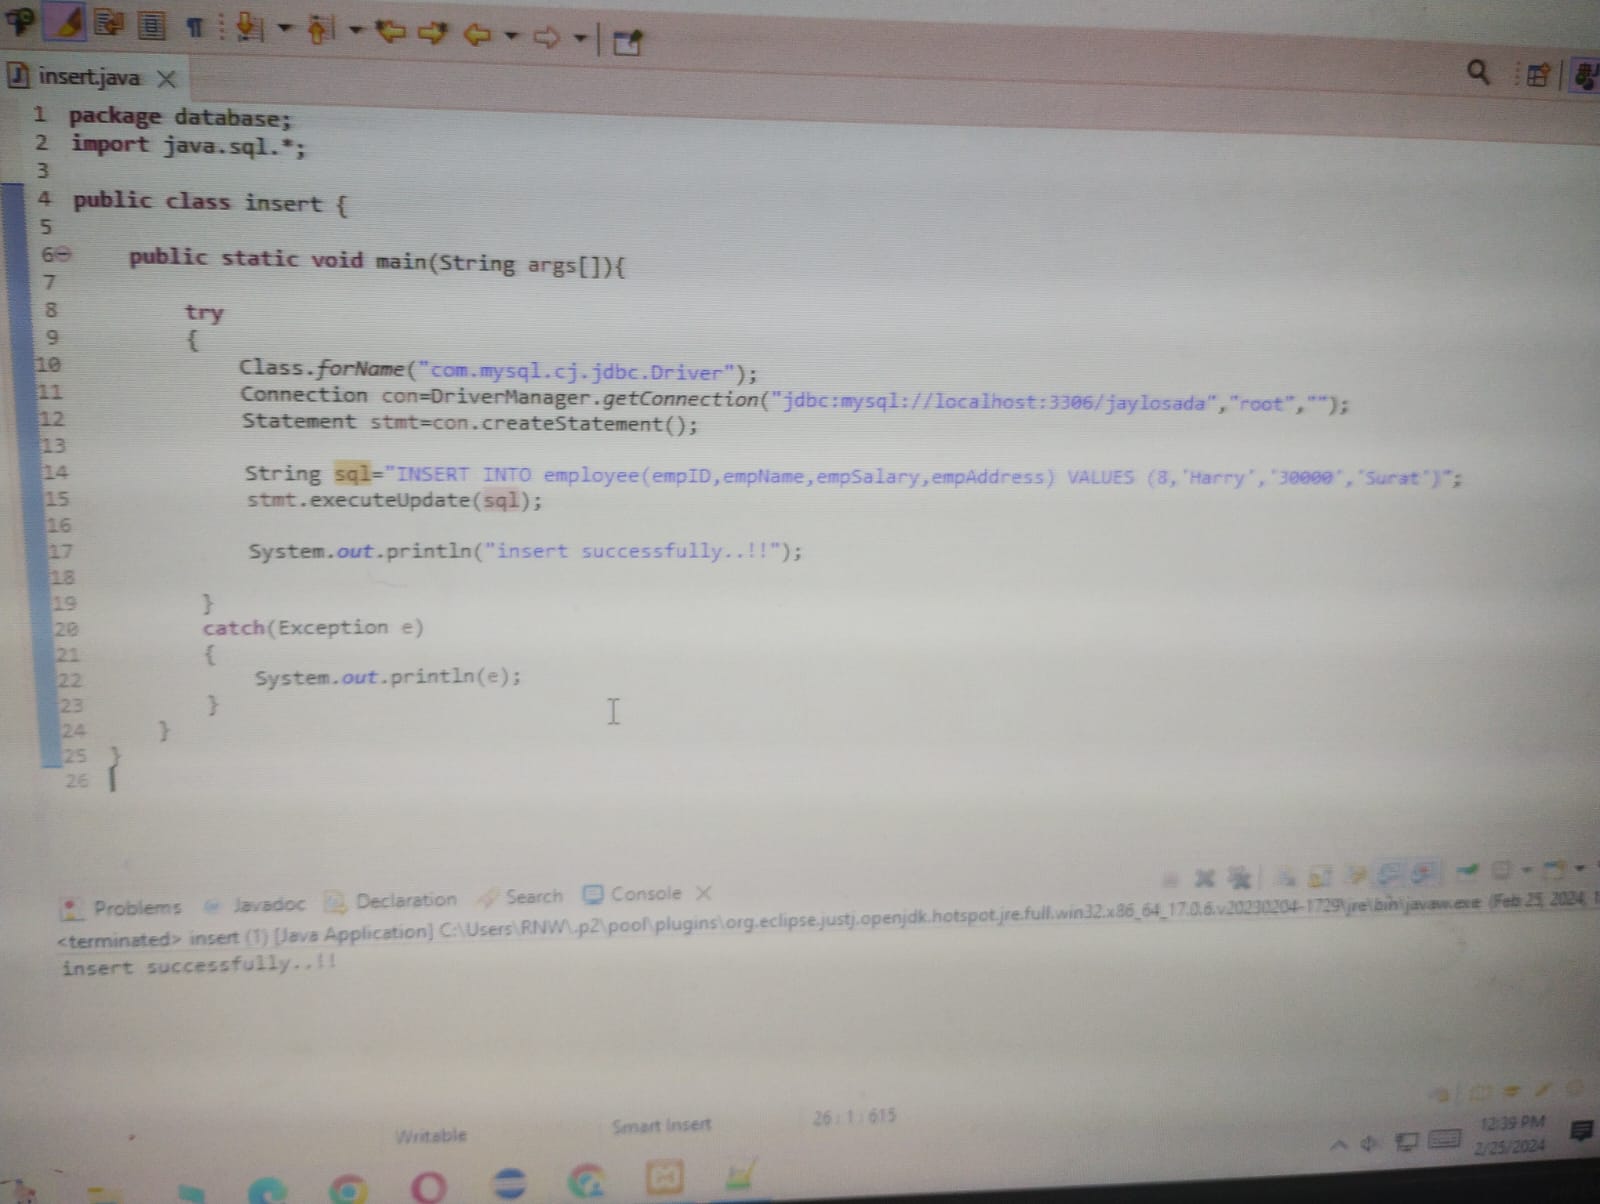 insert.java
1 package database;
2 import java.sql.*;
3
4 public class insert {
5
6 public static void main(String args[]){
7
8 try
9 {
10 Class.forName("com.mysql.cj.jdbc.Driver");
11 Connection con=DriverManager.getConnection("jdbc:mysql://localhost:3306/jaylosada","root","");
12 Statement stmt=con.createStatement();
13
14 String sql="INSERT INTO employee(empID,empName,empSalary,empAddress) VALUES (8,'Harry','30000','Surat')";
15 stmt.executeUpdate(sql);
16
17 System.out.println("insert successfully..!!");
18
19 }
20 catch(Exception e)
21 {
22 System.out.println(e);
23 }
24 }
25 }
26
Problems Javadoc Declaration Search Console
<terminated> insert (1) [Java Application] C:\Users\RNW\.p2\pool\plugins\org.eclipse.justj.openjdk.hotspot.jre.full.win32.x86_64_17.0.6.v20230204-1729\jre\bin\javaw.exe (Feb 25, 2024, 1
insert successfully..!!
Writable Smart Insert 26 : 1 : 615
12:39 PM
2/25/2024